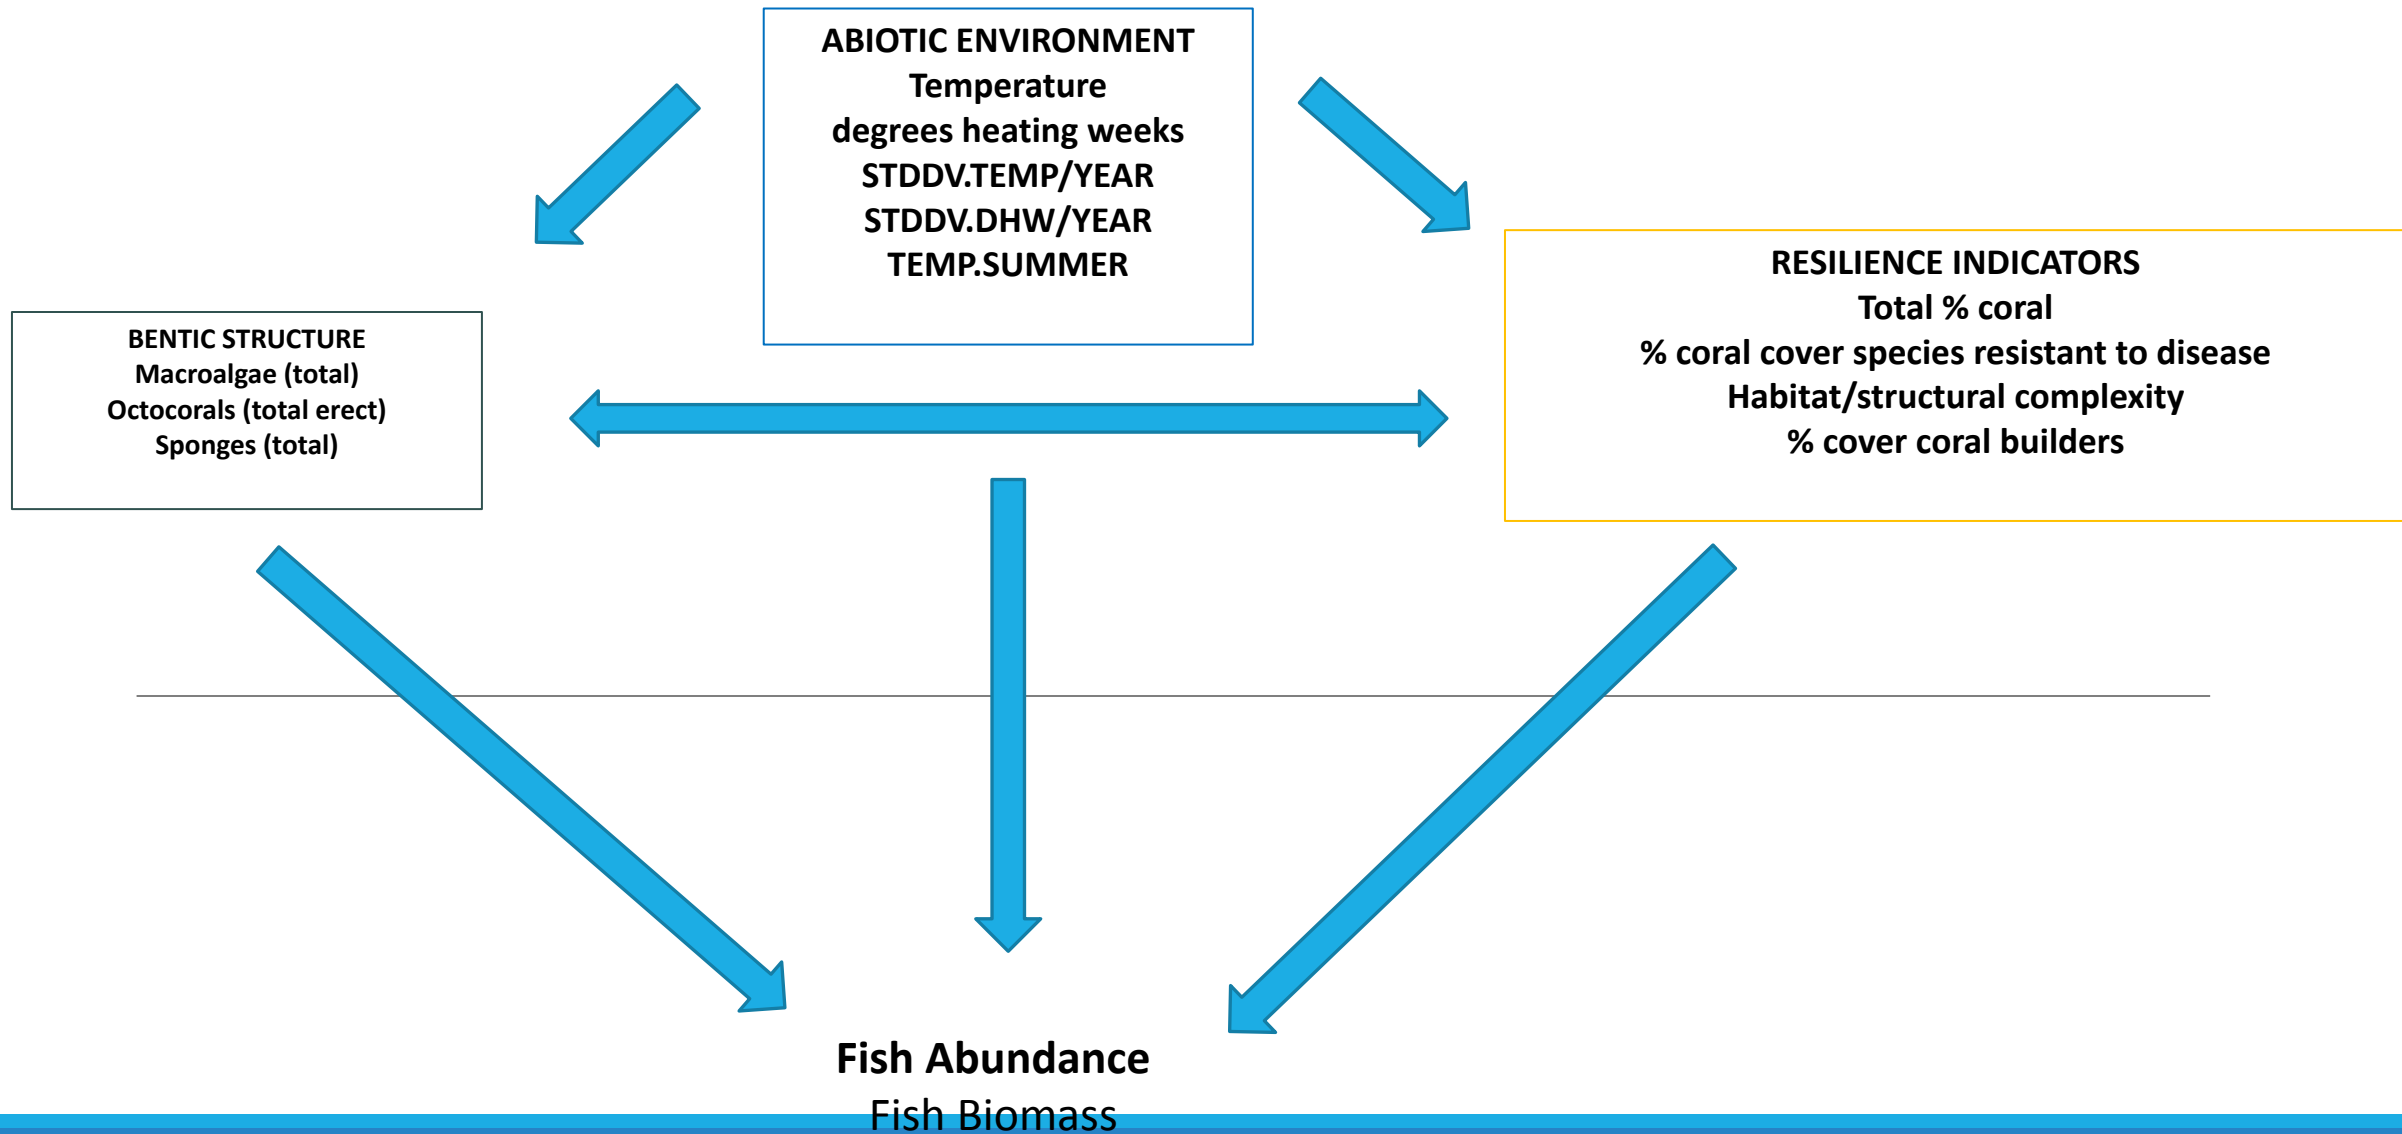 ABIOTIC ENVIRONMENT
Temperature
degrees heating weeks
STDDV.TEMP/YEAR
STDDV.DHW/YEAR
TEMP.SUMMER
BENTIC STRUCTURE
Macroalgae (total)
Octocorals (total erect)
Sponges (total)
RESILIENCE INDICATORS
Total % coral
% coral cover species resistant to disease
Habitat/structural complexity
% cover coral builders
Fish Abundance
Fish Biomass